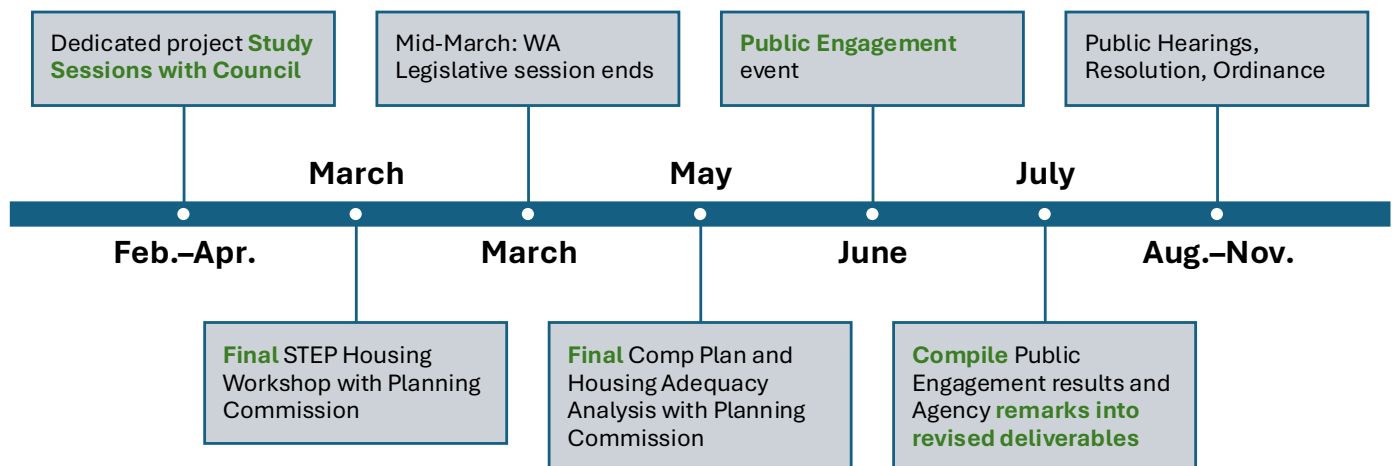 Dedicated project Study
Sessions with Council
Mid-March: WA
Legislative session ends
Public Engagement
event
Public Hearings,
Resolution, Ordinance
March
May
July
Feb.–Apr.
March
June
Aug.–Nov.
Final STEP Housing
Workshop with Planning
Commission
Final Comp Plan and
Housing Adequacy
Analysis with Planning
Commission
Compile Public
Engagement results and
Agency remarks into
revised deliverables